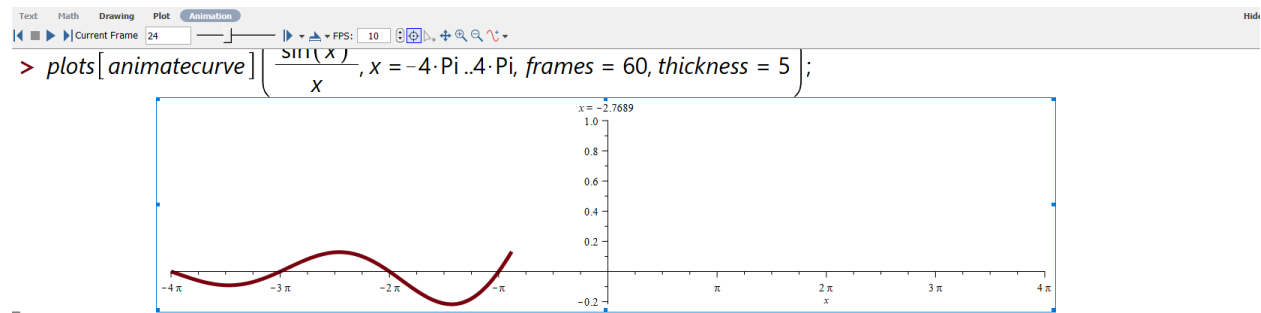 Text Math Drawing Plot Animation Hide
Current Frame 24 FPS: 10
sin(x)
> plots[animatecurve]( ,x = -4·Pi ..4·Pi, frames = 60, thickness = 5 );
x
x = -2.7689
1.0
0.8
0.6
0.4
0.2
-4 π -3 π -2 π -π π 2 π 3 π 4 π
x
-0.2